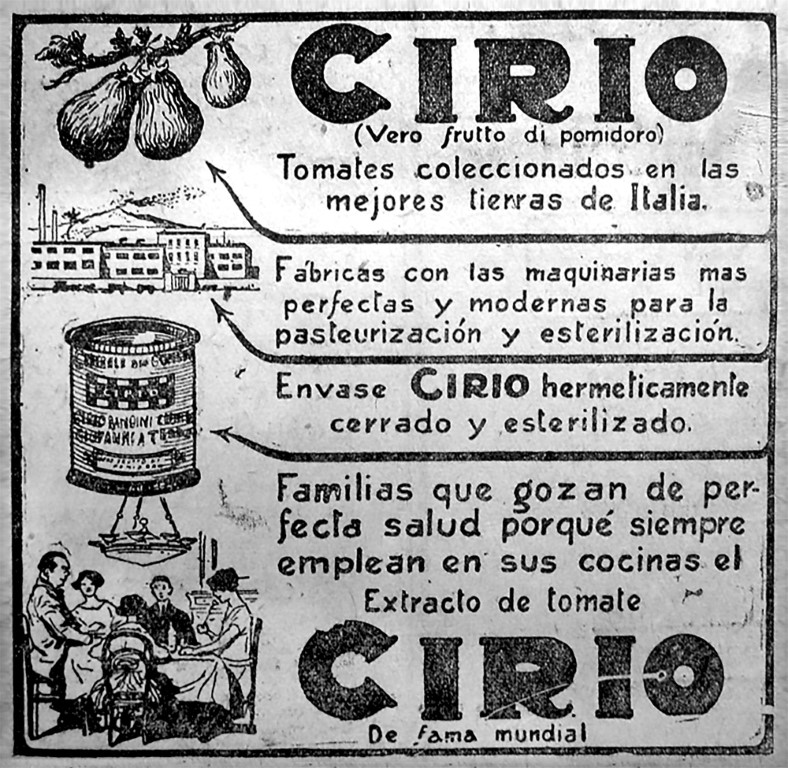 CIRIO
(Vero frutto di pomidoro)
Tomates coleccionados en las
mejores tierras de Italia.
Fábricas con las maquinarias mas
perfectas y modernas para la
pasteurización y esterilización.
Envase CIRIO hermeticamente
cerrado y esterilizado.
Familias que gozan de per-
fecta salud porqué siempre
emplean en sus cocinas el
Extracto de tomate
CIRIO
De fama mundial